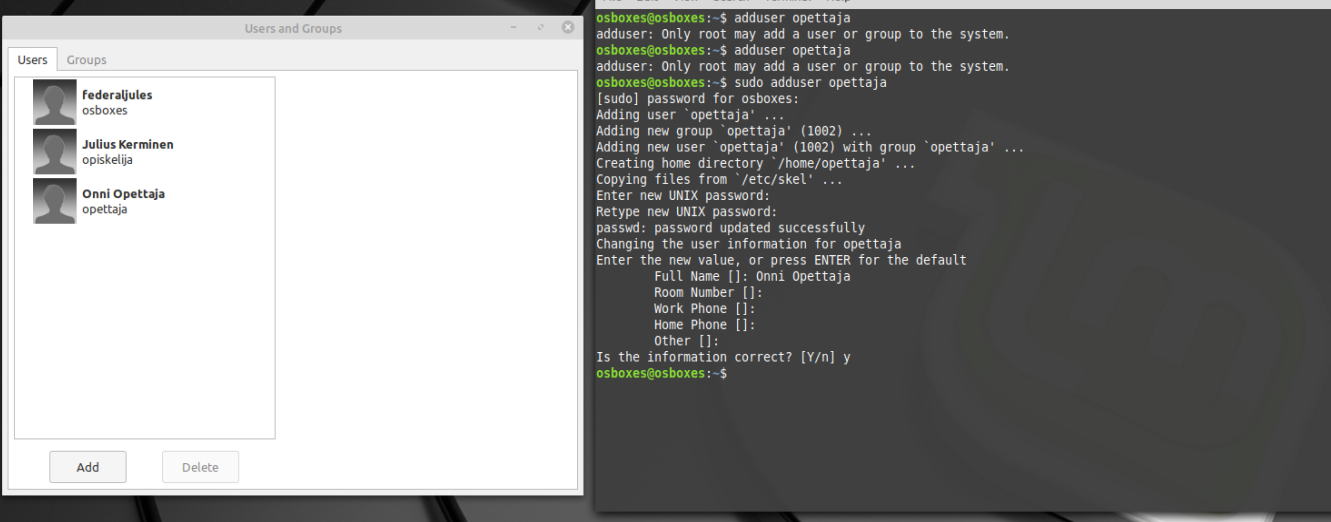 Users and Groups
Users
Groups
federaljules
osboxes
Julius Kerminen
opiskelija
Onni Opettaja
opettaja
Add
Delete
osboxes@osboxes:~$ adduser opettaja
adduser: Only root may add a user or group to the system.
osboxes@osboxes:~$ adduser opettaja
adduser: Only root may add a user or group to the system.
osboxes@osboxes:~$ sudo adduser opettaja
[sudo] password for osboxes:
Adding user `opettaja' ...
Adding new group `opettaja' (1002) ...
Adding new user `opettaja' (1002) with group `opettaja' ...
Creating home directory `/home/opettaja' ...
Copying files from `/etc/skel' ...
Enter new UNIX password:
Retype new UNIX password:
passwd: password updated successfully
Changing the user information for opettaja
Enter the new value, or press ENTER for the default
Full Name []: Onni Opettaja
Room Number []:
Work Phone []:
Home Phone []:
Other []:
Is the information correct? [Y/n] y
osboxes@osboxes:~$